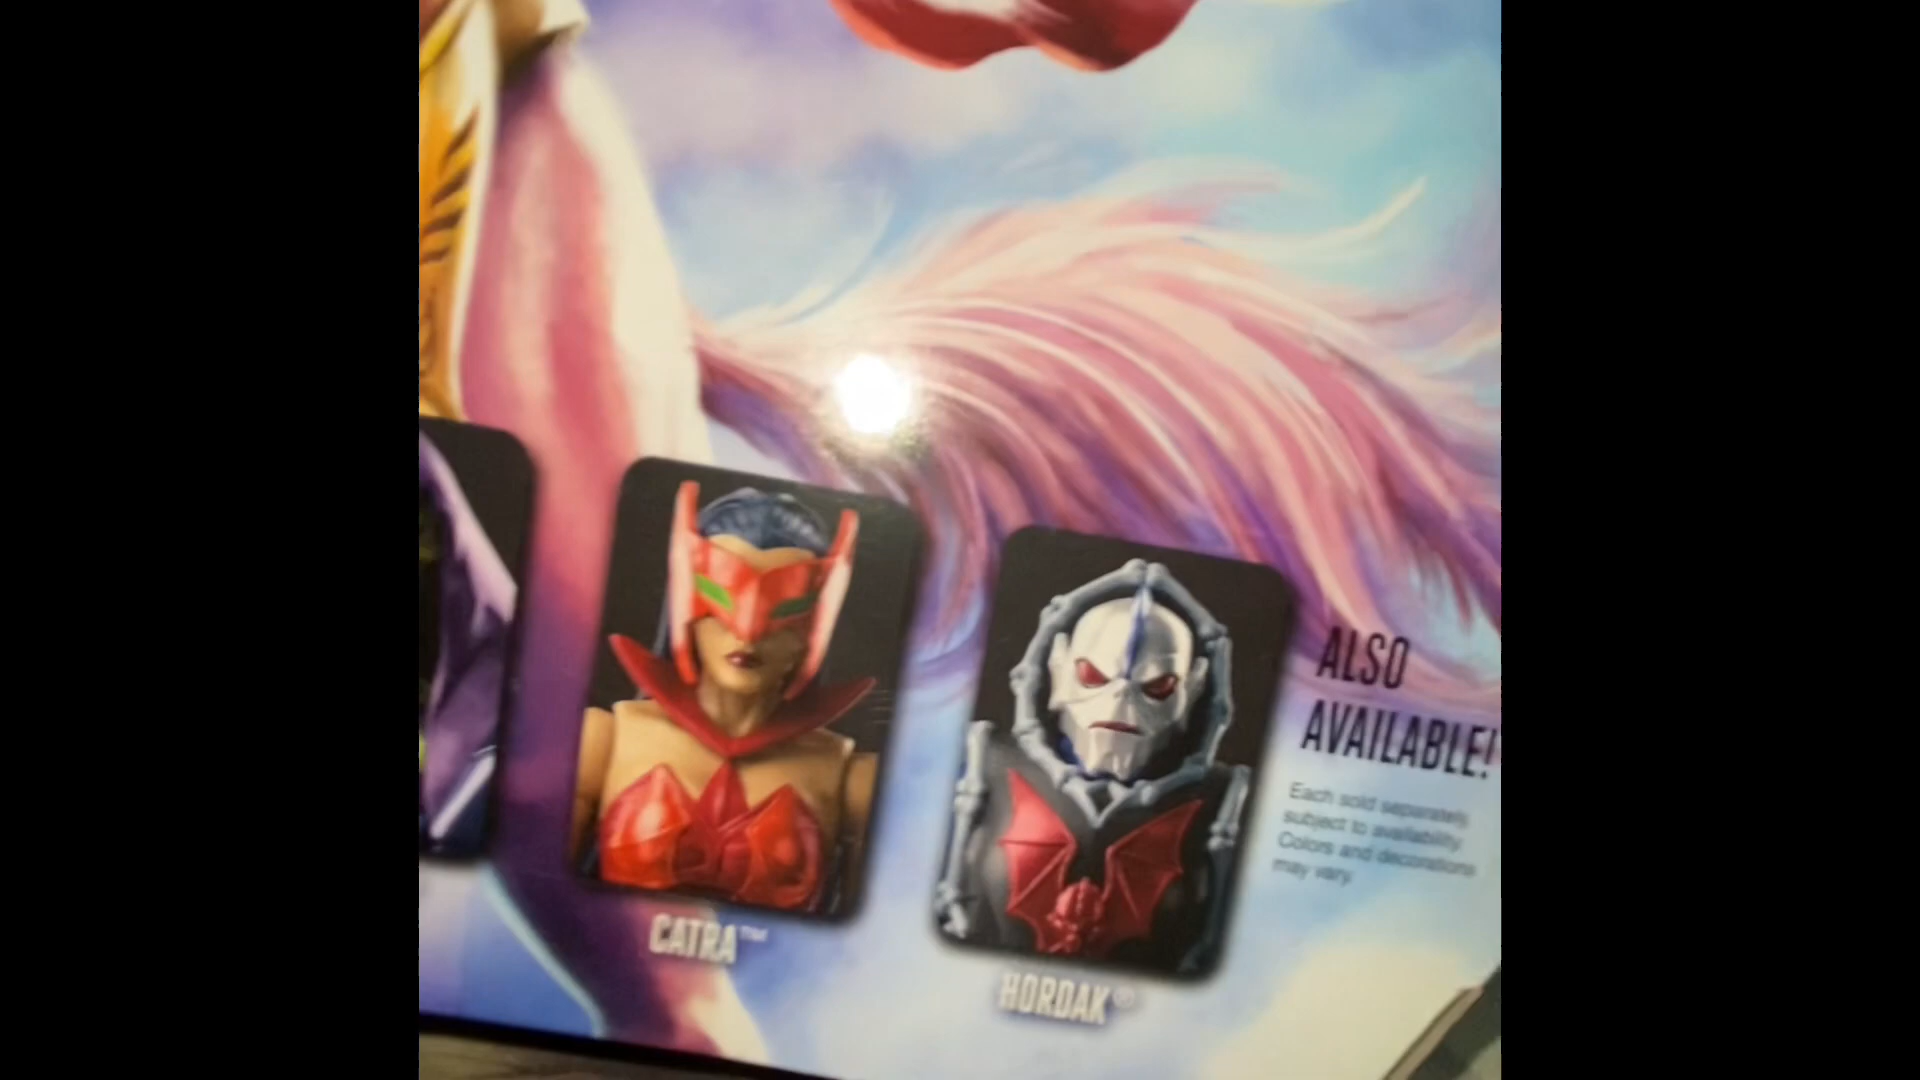 CATRA™
HORDAK®
ALSO
AVAILABLE!
Each sold separately,
subject to availability.
Colors and decorations
may vary.